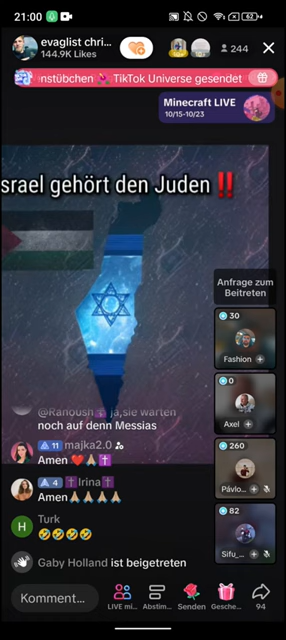 21:00
62
evaglist chri...
144.9K Likes
244
nstübchen TikTok Universe gesendet
Minecraft LIVE
10/15-10/23
srael gehört den Juden ‼️
Anfrage zum
Beitreten
30
Fashion
0
Axel
260
Pávlo...
82
Sifu_...
@Ranoush ja,sie warten
noch auf denn Messias
11 majka2.0
Amen ❤️🙏🏼✝️
4 ✝️Irina✝️
Amen🙏🏼🙏🏼🙏🏼🙏🏼
H
Turk
🤣🤣🤣🤣
Gaby Holland ist beigetreten
Komment...
LIVE mi...
Abstim...
Senden
Gesche...
94